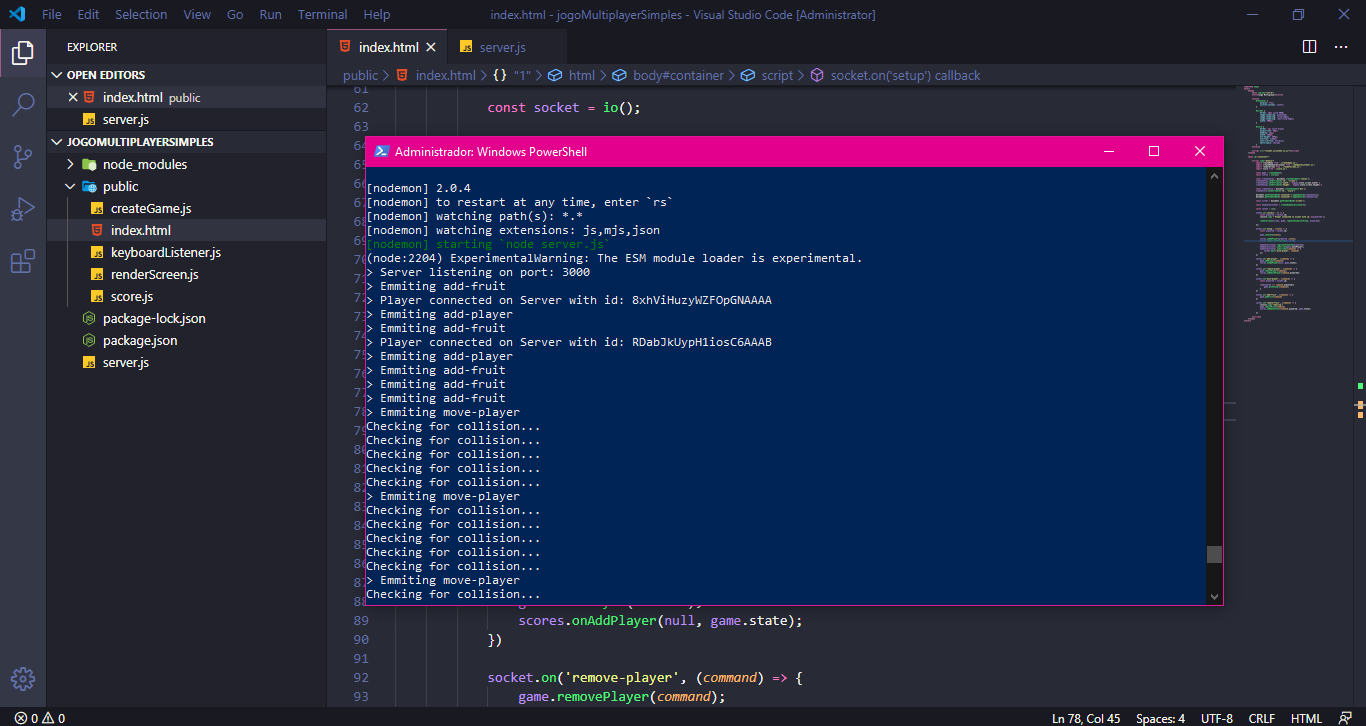 File Edit Selection View Go Run Terminal Help
index.html - jogoMultiplayerSimples - Visual Studio Code [Administrator]
EXPLORER
OPEN EDITORS
index.html public
server.js
JOGOMULTIPLAYERSIMPLES
node_modules
public
createGame.js
index.html
keyboardListener.js
renderScreen.js
score.js
package-lock.json
package.json
server.js
index.html
server.js
public > index.html > {} "1" > html > body#container > script > socket.on('setup') callback
61
62 const socket = io();
63
Administrador: Windows PowerShell
[nodemon] 2.0.4
[nodemon] to restart at any time, enter `rs`
[nodemon] watching path(s): *.*
[nodemon] watching extensions: js,mjs,json
[nodemon] starting `node server.js`
(node:2204) ExperimentalWarning: The ESM module loader is experimental.
> Server listening on port: 3000
> Emmiting add-fruit
> Player connected on Server with id: 8xhViHuzyWZFOpGNAAAA
> Emmiting add-player
> Emmiting add-fruit
> Player connected on Server with id: RDabJkUypH1iosC6AAAB
> Emmiting add-player
> Emmiting add-fruit
> Emmiting add-fruit
> Emmiting add-fruit
> Emmiting move-player
Checking for collision...
Checking for collision...
Checking for collision...
Checking for collision...
Checking for collision...
> Emmiting move-player
Checking for collision...
Checking for collision...
Checking for collision...
Checking for collision...
Checking for collision...
> Emmiting move-player
Checking for collision...
89 scores.onAddPlayer(null, game.state);
90 })
91
92 socket.on('remove-player', (command) => {
93 game.removePlayer(command);
0 0
Ln 78, Col 45 Spaces: 4 UTF-8 CRLF HTML